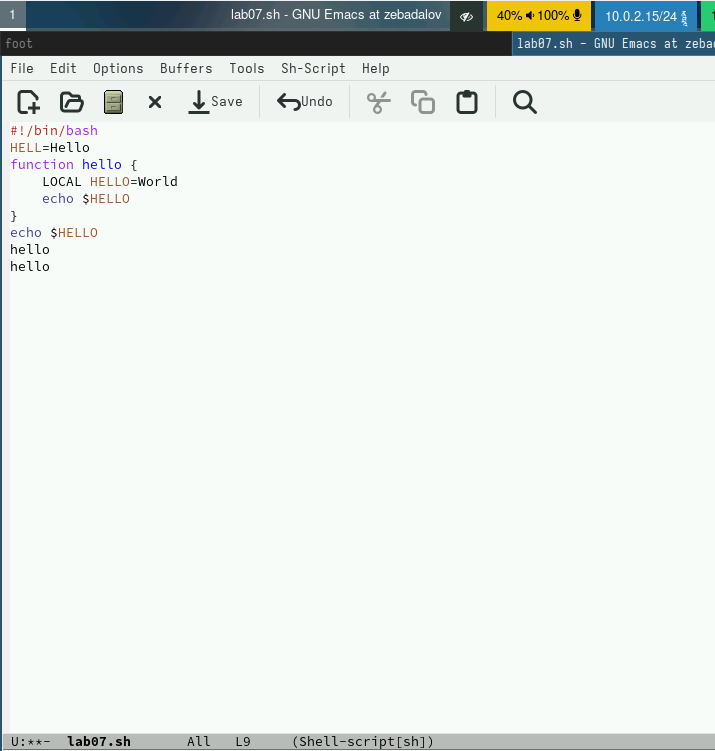 1 lab07.sh - GNU Emacs at zebadalov 40% 100% 10.0.2.15/24 1
foot lab07.sh - GNU Emacs at zebad
File Edit Options Buffers Tools Sh-Script Help
Save Undo
#!/bin/bash
HELL=Hello
function hello {
    LOCAL HELLO=World
    echo $HELLO
}
echo $HELLO
hello
hello
U:**- lab07.sh All L9 (Shell-script[sh])